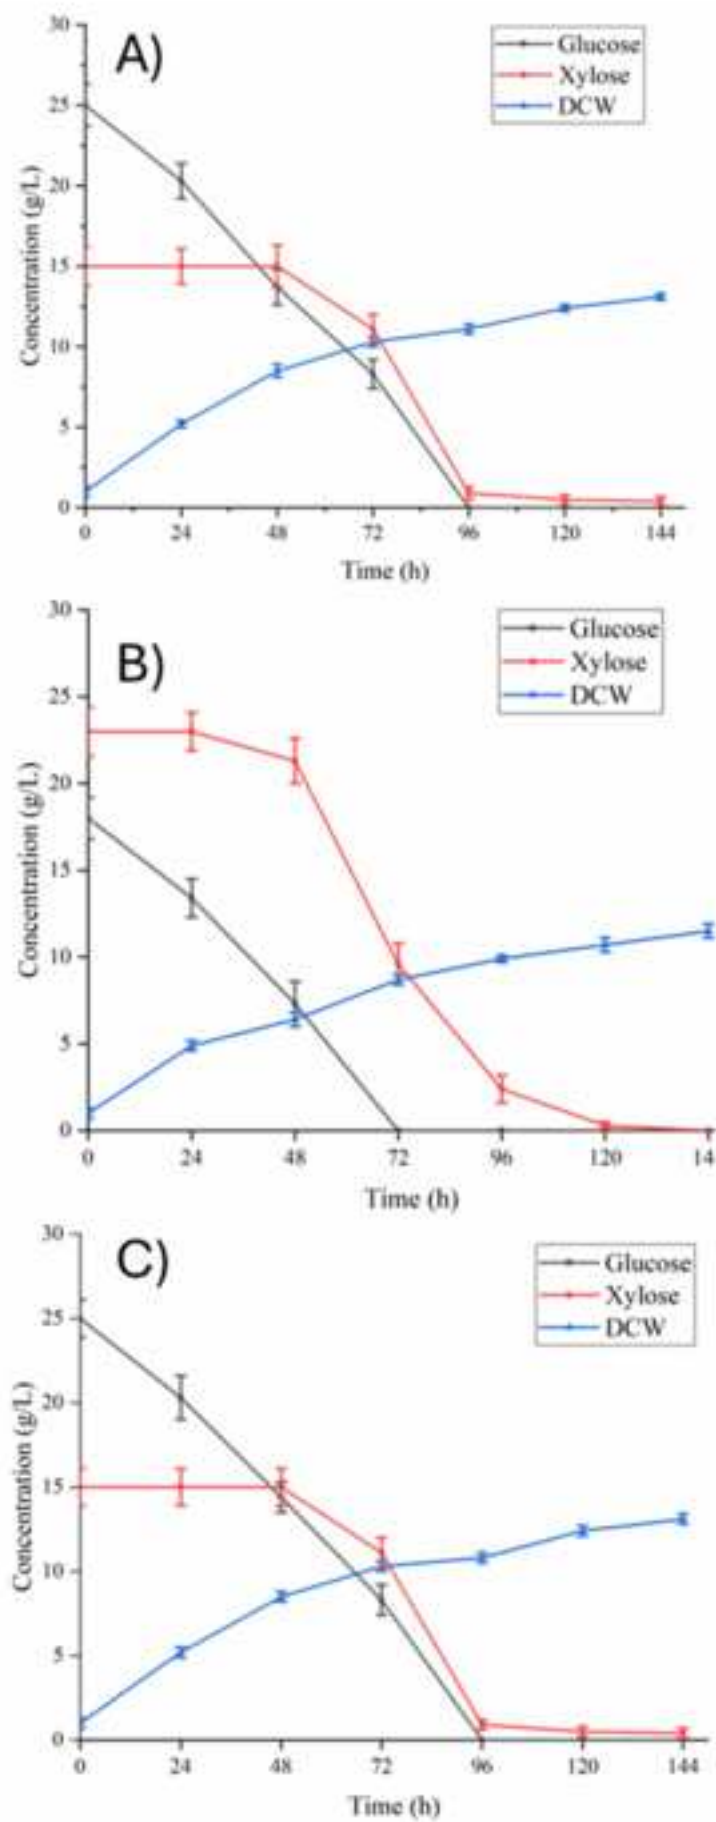 A)
Glucose
Xylose
DCW
Concentration (g/L)
30
25
20
15
10
5
0
0 24 48 72 96 120 144
Time (h)
B)
Glucose
Xylose
DCW
Concentration (g/L)
30
25
20
15
10
5
0
0 24 48 72 96 120 14
Time (h)
C)
Glucose
Xylose
DCW
Concentration (g/L)
30
25
20
15
10
5
0
0 24 48 72 96 120 144
Time (h)